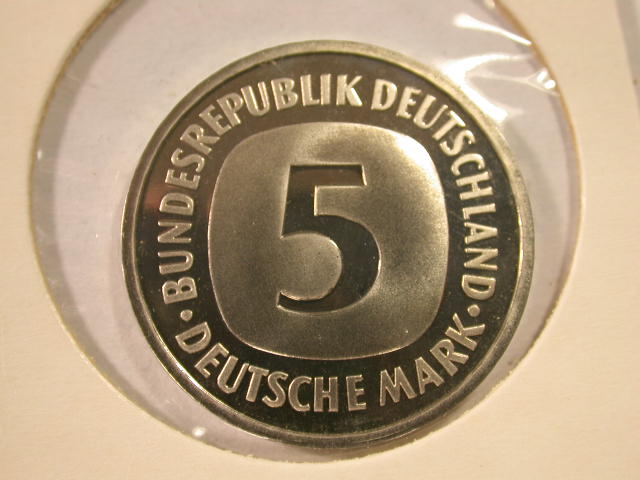 · BUNDESREPUBLIK DEUTSCHLAND ·
5
DEUTSCHE MARK